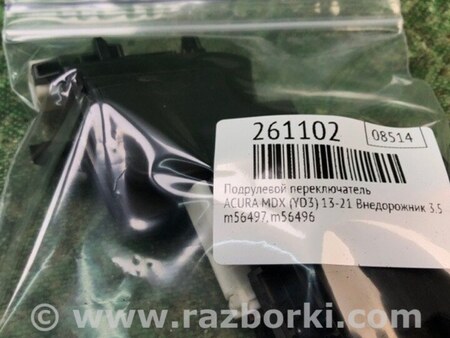 261102
08514
Подрулевой переключатель
ACURA MDX (YD3) 13-21 Внедорожник 3.5
m56497, m56496
© www.razborki.com/